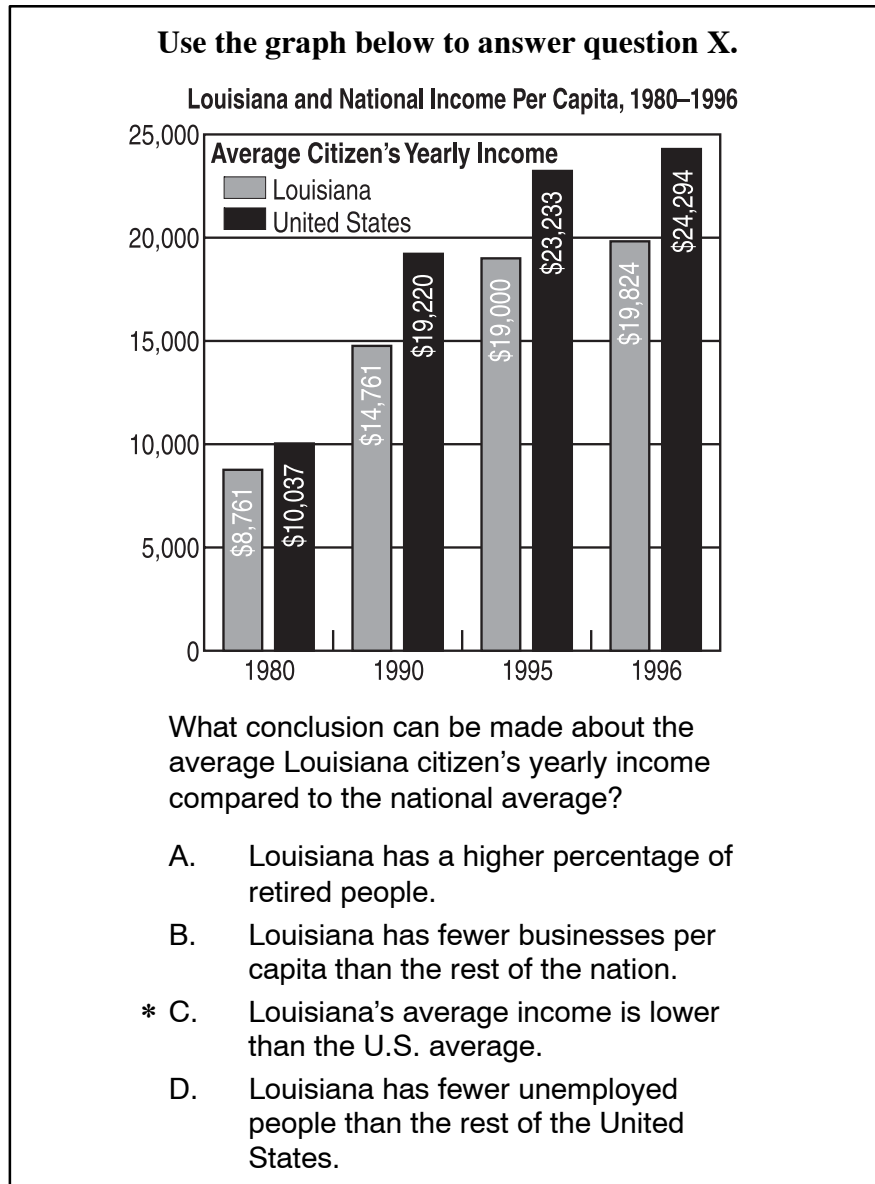 Use the graph below to answer question X.
Louisiana and National Income Per Capita, 1980–1996
25,000
20,000
15,000
10,000
5,000
0
Average Citizen's Yearly Income
Louisiana
United States
$8,761
$10,037
$14,761
$19,220
$19,000
$23,233
$19,824
$24,294
1980
1990
1995
1996
What conclusion can be made about the
average Louisiana citizen's yearly income
compared to the national average?
A. Louisiana has a higher percentage of
retired people.
B. Louisiana has fewer businesses per
capita than the rest of the nation.
* C. Louisiana's average income is lower
than the U.S. average.
D. Louisiana has fewer unemployed
people than the rest of the United
States.